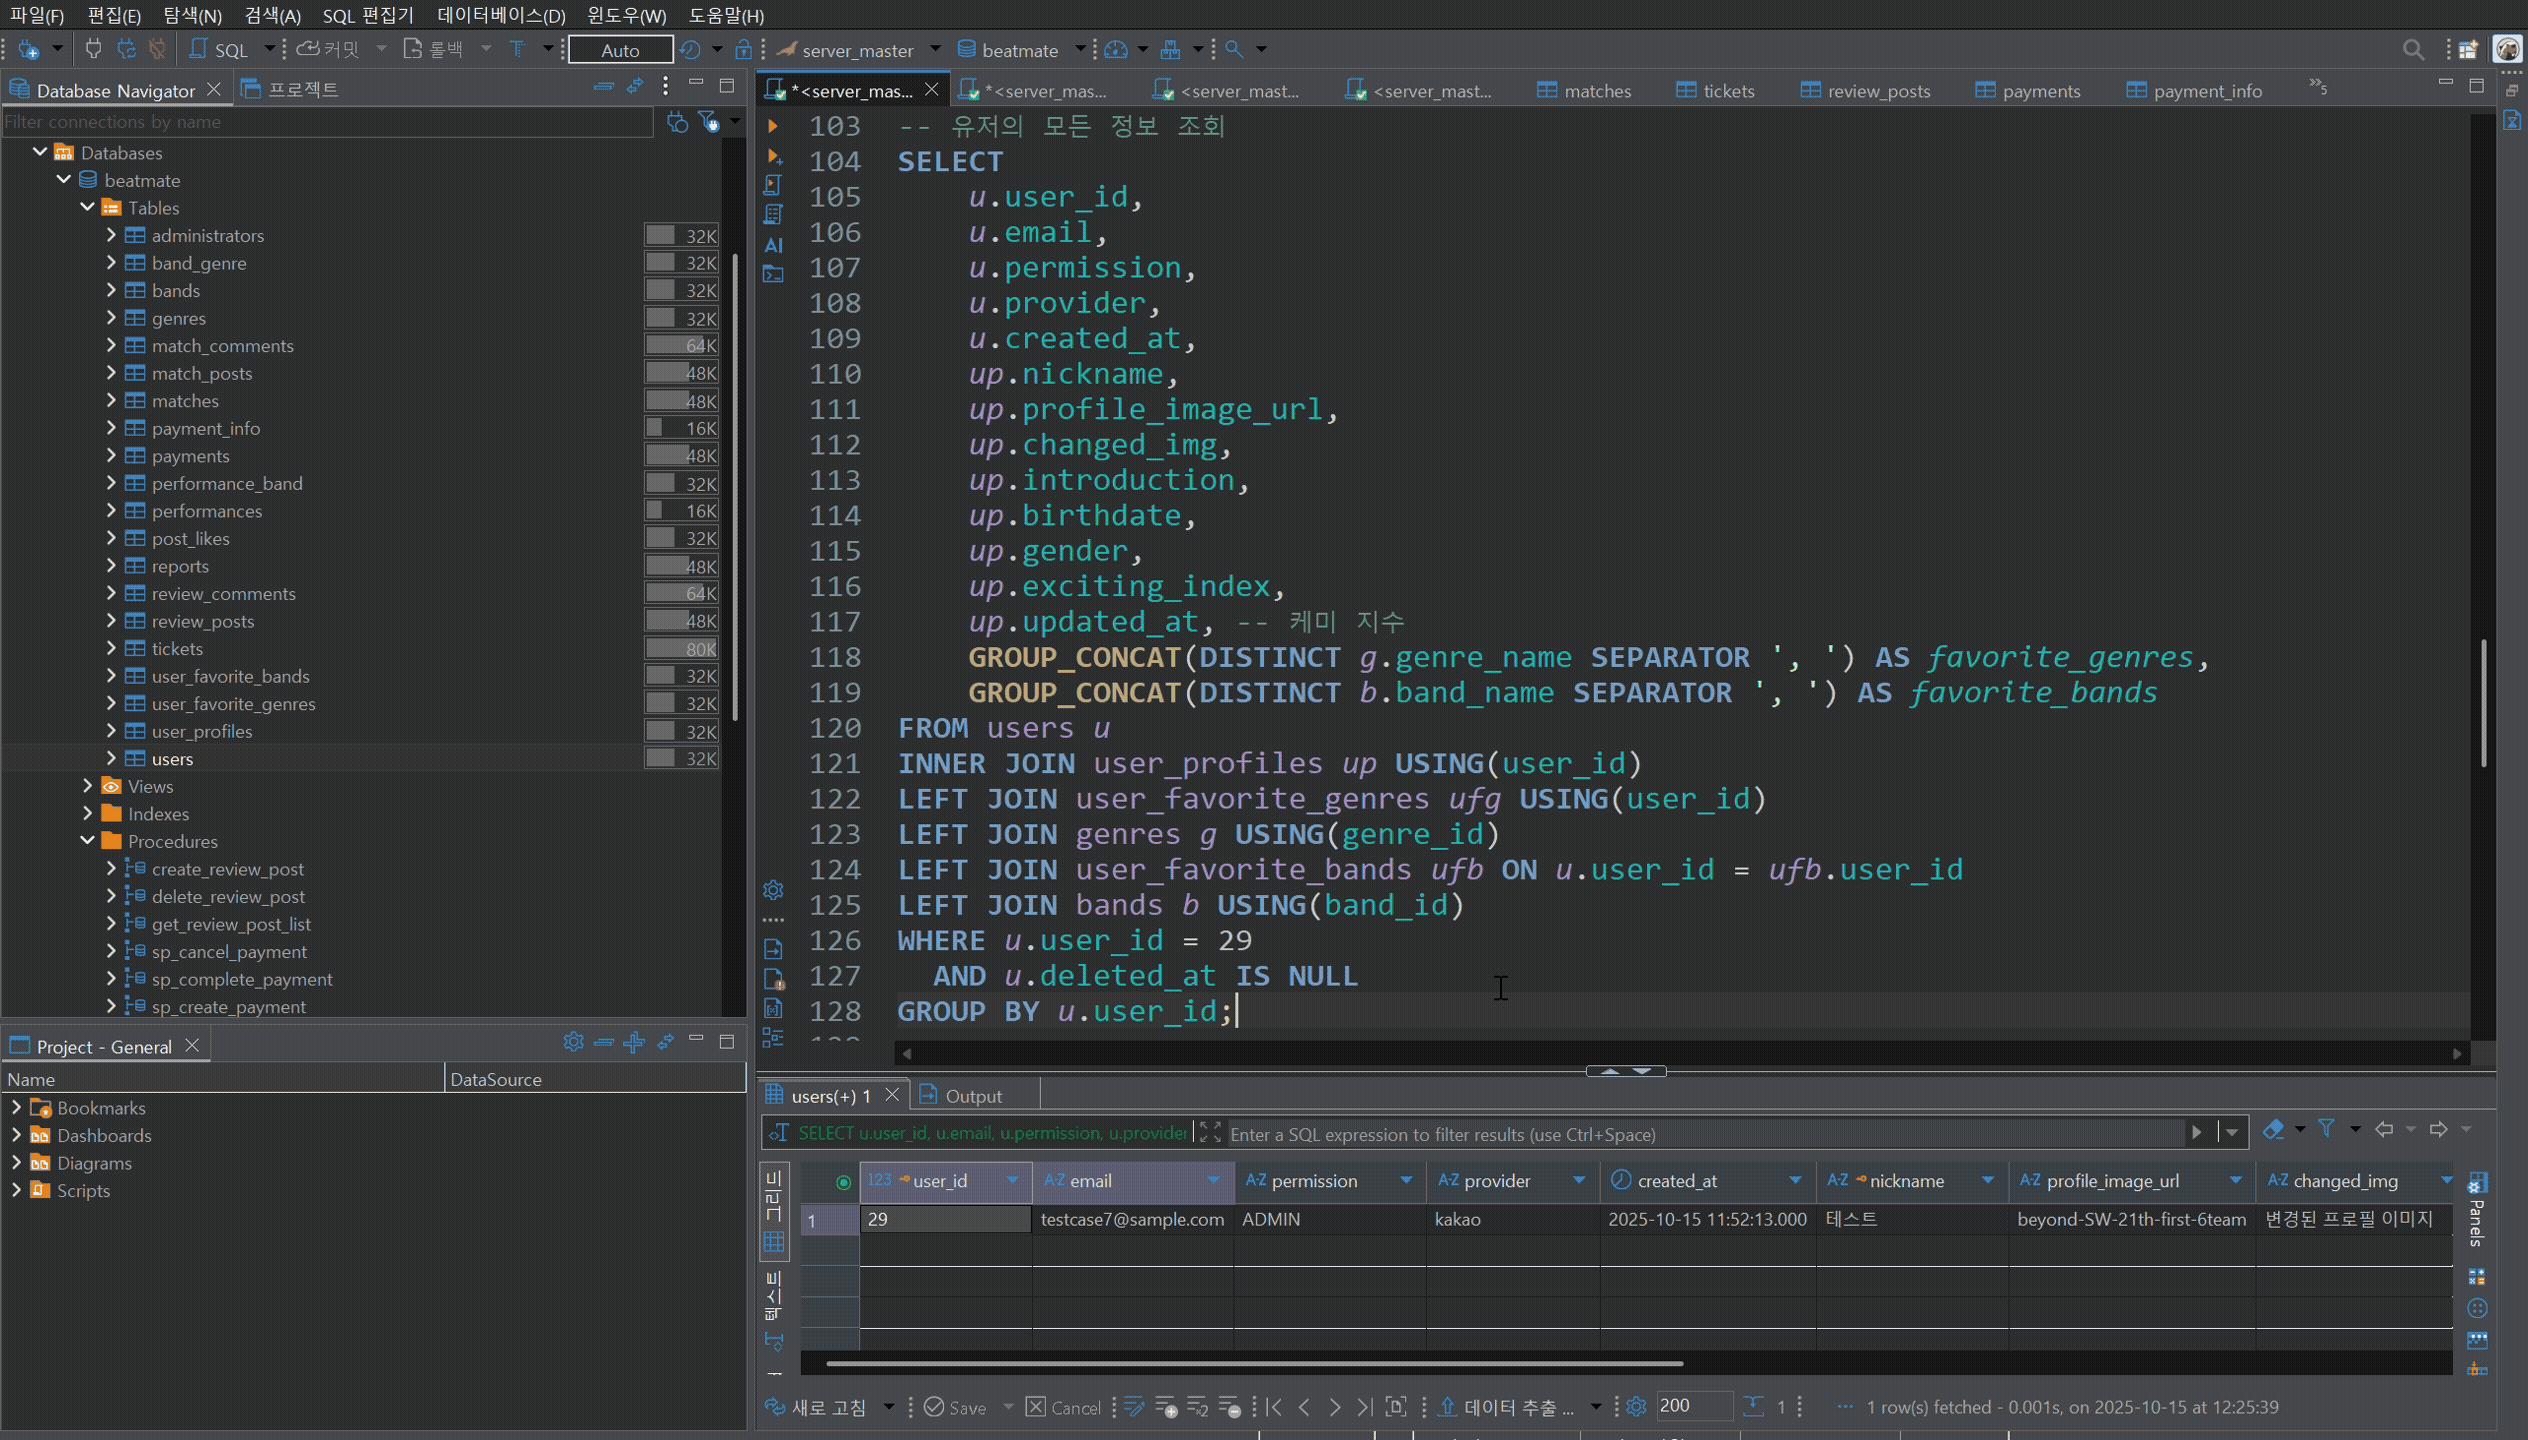 파일(F) 편집(E) 탐색(N) 검색(A) SQL 편집기 데이터베이스(D) 윈도우(W) 도움말(H)
SQL 커밋 롤백 T Auto server_master beatmate
Database Navigator 프로젝트
Filter connections by name
Databases
beatmate
Tables
administrators 32K
band_genre 32K
bands 32K
genres 32K
match_comments 64K
match_posts 48K
matches 48K
payment_info 16K
payments 48K
performance_band 32K
performances 16K
post_likes 32K
reports 48K
review_comments 64K
review_posts 48K
tickets 80K
user_favorite_bands 32K
user_favorite_genres 32K
user_profiles 32K
users 32K
Views
Indexes
Procedures
create_review_post
delete_review_post
get_review_post_list
sp_cancel_payment
sp_complete_payment
sp_create_payment
Project - General
Name DataSource
Bookmarks
Dashboards
Diagrams
Scripts
*<server_mas... *<server_mas... <server_mast... <server_mast... matches tickets review_posts payments payment_info »5
AI
103 -- 유저의 모든 정보 조회
104 SELECT
105 u.user_id,
106 u.email,
107 u.permission,
108 u.provider,
109 u.created_at,
110 up.nickname,
111 up.profile_image_url,
112 up.changed_img,
113 up.introduction,
114 up.birthdate,
115 up.gender,
116 up.exciting_index,
117 up.updated_at, -- 케미 지수
118 GROUP_CONCAT(DISTINCT g.genre_name SEPARATOR ', ') AS favorite_genres,
119 GROUP_CONCAT(DISTINCT b.band_name SEPARATOR ', ') AS favorite_bands
120 FROM users u
121 INNER JOIN user_profiles up USING(user_id)
122 LEFT JOIN user_favorite_genres ufg USING(user_id)
123 LEFT JOIN genres g USING(genre_id)
124 LEFT JOIN user_favorite_bands ufb ON u.user_id = ufb.user_id
125 LEFT JOIN bands b USING(band_id)
126 WHERE u.user_id = 29
127 AND u.deleted_at IS NULL
128 GROUP BY u.user_id;
users(+) 1 Output
SELECT u.user_id, u.email, u.permission, u.provider Enter a SQL expression to filter results (use Ctrl+Space)
그리드
텍스트
123 user_id A-Z email A-Z permission A-Z provider created_at A-Z nickname A-Z profile_image_url A-Z changed_img
1 29 testcase7@sample.com ADMIN kakao 2025-10-15 11:52:13.000 테스트 beyond-SW-21th-first-6team 변경된 프로필 이미지
Panels
새로 고침 Save Cancel 데이터 추출 ... 200 1 ... 1 row(s) fetched - 0.001s, on 2025-10-15 at 12:25:39